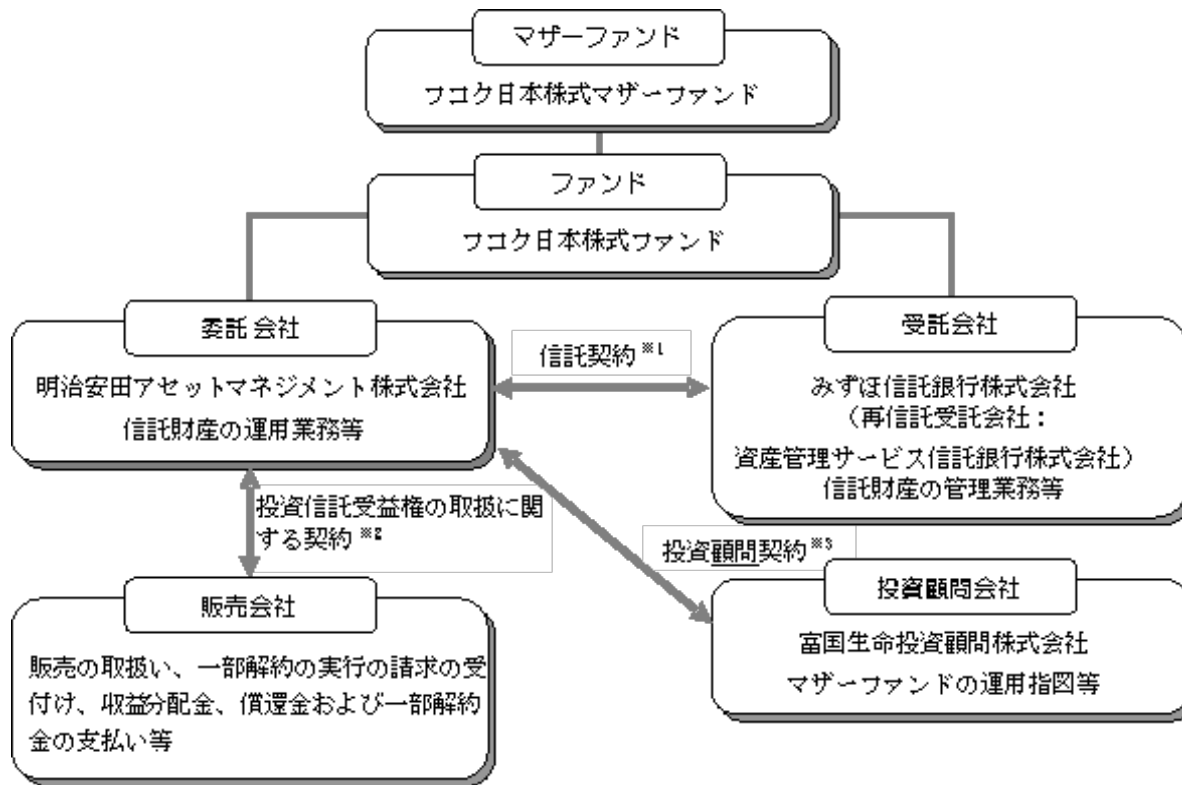 マザーファンド
フコク日本株式マザーファンド
ファンド
フコク日本株式ファンド
委託会社
明治安田アセットマネジメント株式会社
信託財産の運用業務等
信託契約※1
受託会社
みずほ信託銀行株式会社
（再信託受託会社：
資産管理サービス信託銀行株式会社）
信託財産の管理業務等
投資信託受益権の取扱に関
する契約※2
投資顧問契約※3
販売会社
販売の取扱い、一部解約の実行の請求の受
付け、収益分配金、償還金および一部解約
金の支払い等
投資顧問会社
富国生命投資顧問株式会社
マザーファンドの運用指図等